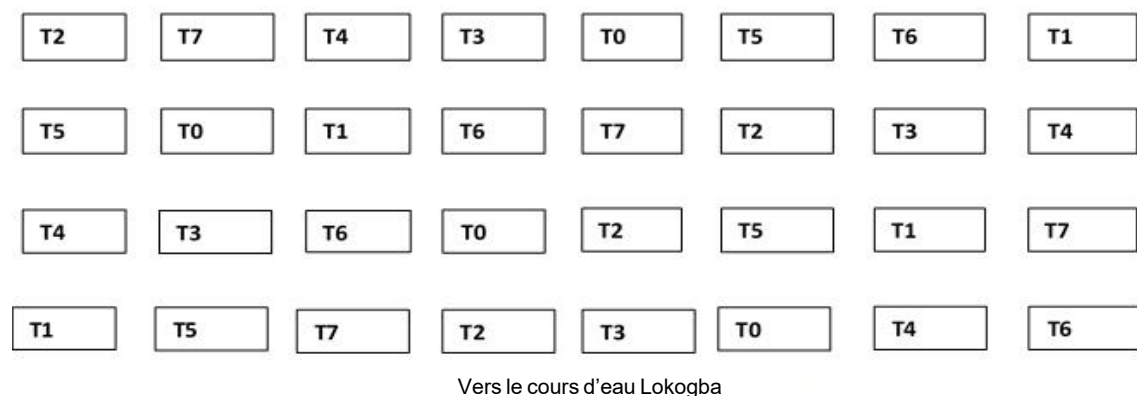 T2 T7 T4 T3 T0 T5 T6 T1
T5 T0 T1 T6 T7 T2 T3 T4
T4 T3 T6 T0 T2 T5 T1 T7
T1 T5 T7 T2 T3 T0 T4 T6
Vers le cours d'eau Lokogba